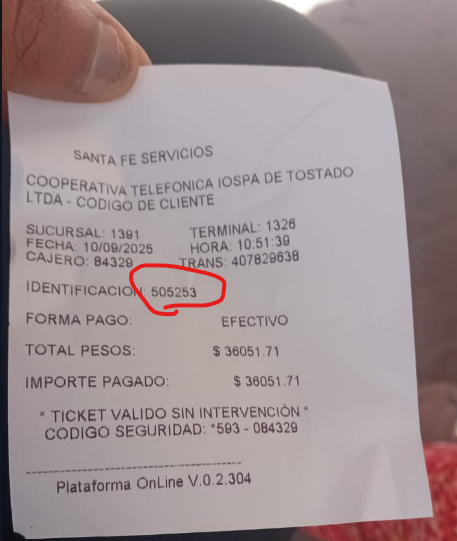 SANTA FE SERVICIOS
COOPERATIVA TELEFONICA IOSPA DE TOSTADO
LTDA - CODIGO DE CLIENTE
SUCURSAL: 1391 TERMINAL: 1326
FECHA: 10/09/2025 HORA: 10:51:39
CAJERO: 84329 TRANS: 407829638
IDENTIFICACION: 505253
FORMA PAGO: EFECTIVO
TOTAL PESOS: $ 36051.71
IMPORTE PAGADO: $ 36051.71
* TICKET VALIDO SIN INTERVENCIÓN *
CODIGO SEGURIDAD: *593 - 084329
Plataforma OnLine V.0.2.304